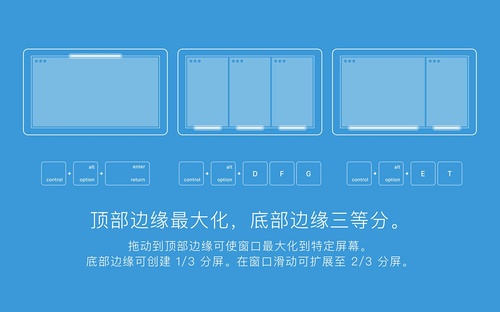 control + alt option + enter return
control + alt option + D F G
control + alt option + E T
顶部边缘最大化，底部边缘三等分。
拖动到顶部边缘可使窗口最大化到特定屏幕。
底部边缘可创建 1/3 分屏。在窗口滑动可扩展至 2/3 分屏。